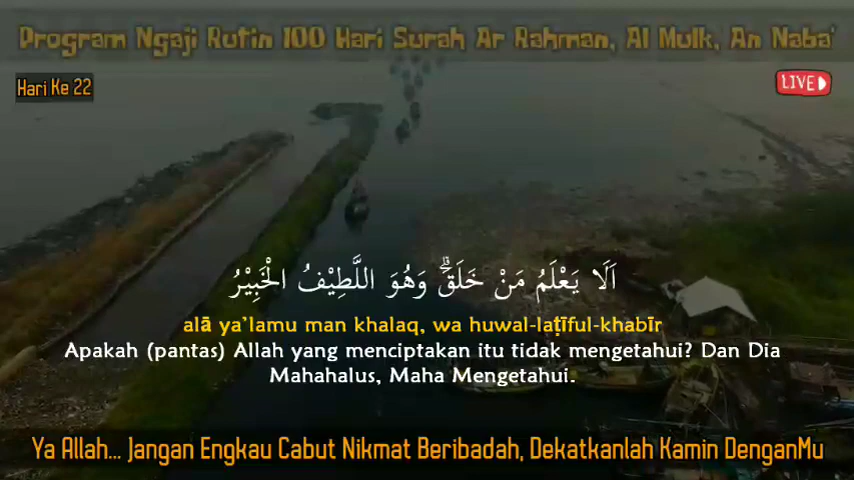 Program Ngaji Rutin 100 Hari Surah Ar Rahman, Al Mulk, An Naba'
Hari Ke 22
LIVE
اَلَا يَعْلَمُ مَنْ خَلَقَۗ وَهُوَ اللَّطِيْفُ الْخَبِيْرُ
alā ya'lamu man khalaq, wa huwal-laṭīful-khabīr
Apakah (pantas) Allah yang menciptakan itu tidak mengetahui? Dan Dia
Mahahalus, Maha Mengetahui.
Ya Allah... Jangan Engkau Cabut Nikmat Beribadah, Dekatkanlah Kamin DenganMu